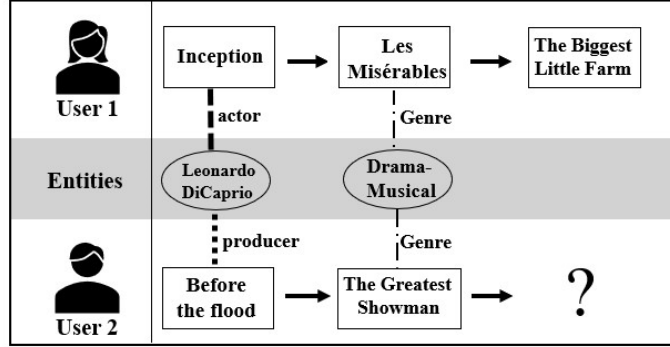 User 1
Inception
Les
Misérables
The Biggest
Little Farm
actor
Genre
Entities
Leonardo
DiCaprio
Drama-
Musical
producer
Genre
User 2
Before
the flood
The Greatest
Showman
?